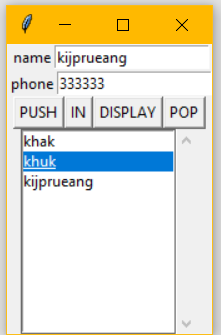 name kijprueang
phone 333333
PUSH IN DISPLAY POP
khak
khuk
kijprueang